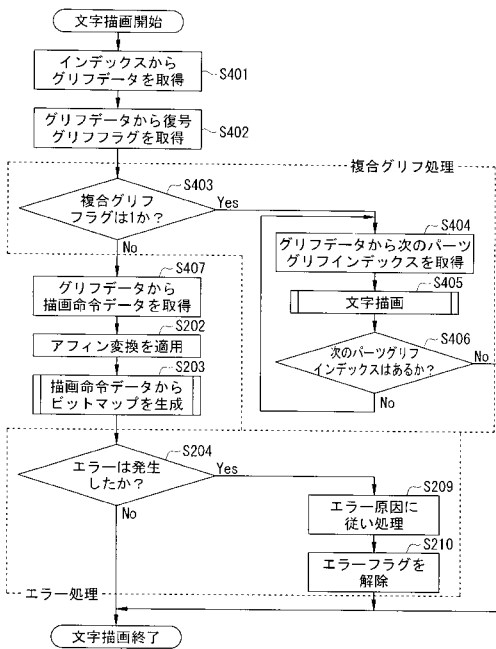 文字描画開始
インデックスから
グリフデータを取得
S401
グリフデータから復号
グリフフラグを取得
S402
複合グリフ処理
S403
複合グリフ
フラグは1か？
Yes
No
S404
グリフデータから次のパーツ
グリフインデックスを取得
S405
文字描画
S406
次のパーツグリフ
インデックスはあるか？
No
No
S407
グリフデータから
描画命令データを取得
S202
アフィン変換を適用
S203
描画命令データから
ビットマップを生成
S204
エラーは発生
したか？
Yes
No
S209
エラー原因に
従い処理
S210
エラーフラグを
解除
エラー処理
文字描画終了